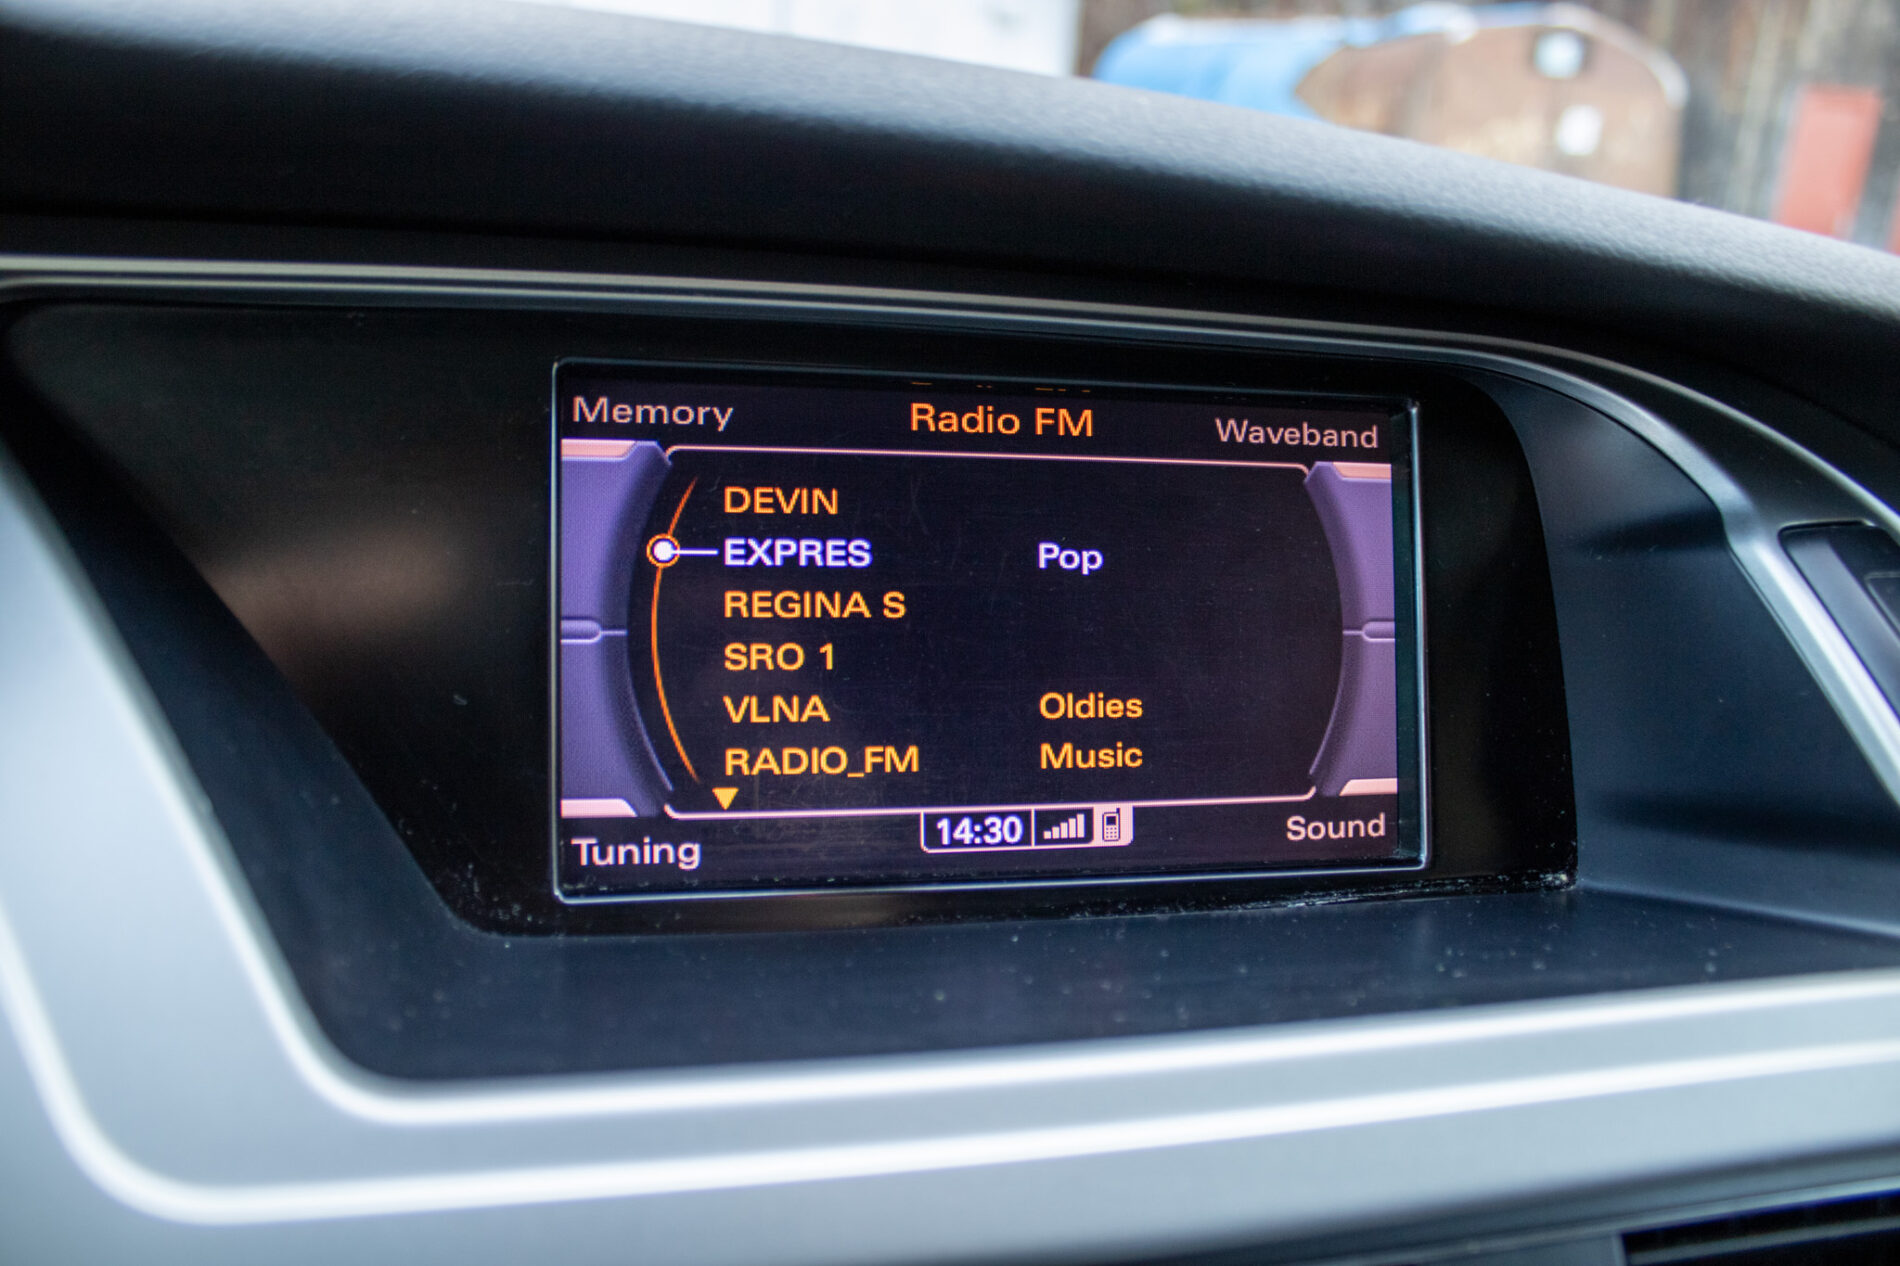 Memory Radio FM Waveband
DEVIN
EXPRES Pop
REGINA S
SRO 1
VLNA Oldies
RADIO_FM Music
Tuning 14:30 Sound